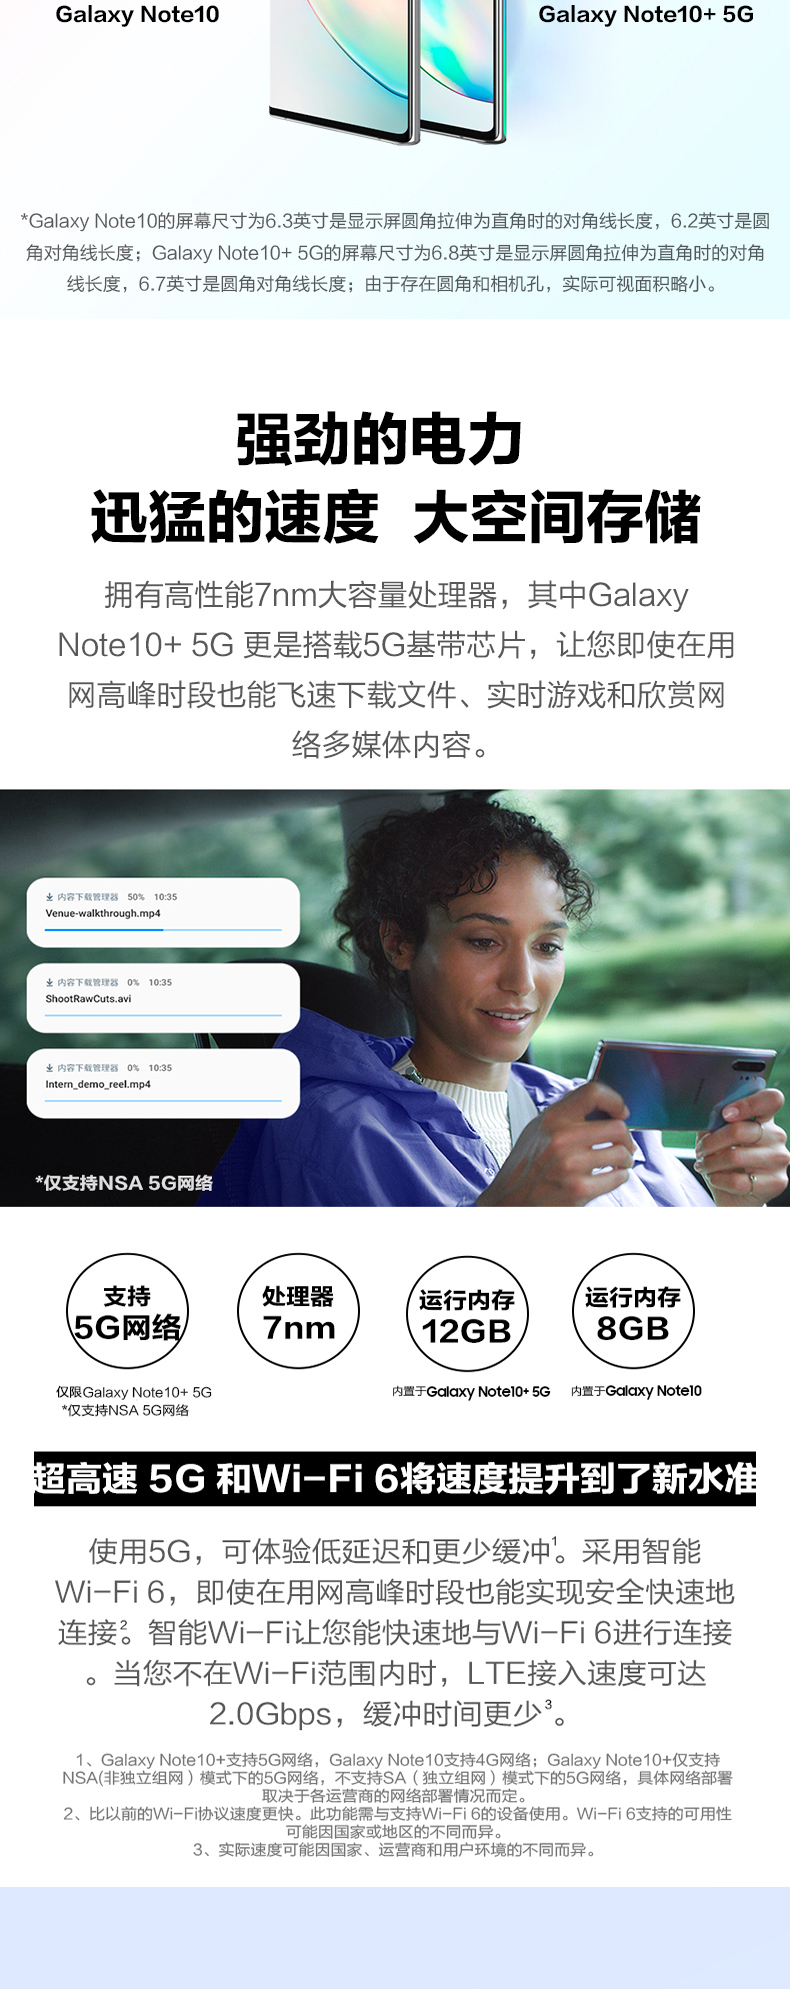 Galaxy Note10
Galaxy Note10+ 5G
*Galaxy Note10的屏幕尺寸为6.3英寸是显示屏圆角拉伸为直角时的对角线长度，6.2英寸是圆
角对角线长度；Galaxy Note10+ 5G的屏幕尺寸为6.8英寸是显示屏圆角拉伸为直角时的对角
线长度，6.7英寸是圆角对角线长度；由于存在圆角和相机孔，实际可视面积略小。
强劲的电力
迅猛的速度 大空间存储
拥有高性能7nm大容量处理器，其中Galaxy
Note10+ 5G 更是搭载5G基带芯片，让您即使在用
网高峰时段也能飞速下载文件、实时游戏和欣赏网
络多媒体内容。
内容下载管理器 50% 10:35
Venue-walkthrough.mp4
内容下载管理器 0% 10:35
ShootRawCuts.avi
内容下载管理器 0% 10:35
Intern_demo_reel.mp4
*仅支持NSA 5G网络
支持
5G网络
处理器
7nm
运行内存
12GB
运行内存
8GB
仅限Galaxy Note10+ 5G
*仅支持NSA 5G网络
内置于Galaxy Note10+ 5G
内置于Galaxy Note10
超高速 5G 和Wi-Fi 6将速度提升到了新水准
使用5G，可体验低延迟和更少缓冲¹。采用智能
Wi-Fi 6，即使在用网高峰时段也能实现安全快速地
连接²。智能Wi-Fi让您能快速地与Wi-Fi 6进行连接
。当您不在Wi-Fi范围内时，LTE接入速度可达
2.0Gbps，缓冲时间更少³。
1、Galaxy Note10+支持5G网络，Galaxy Note10支持4G网络；Galaxy Note10+仅支持
NSA(非独立组网）模式下的5G网络，不支持SA（独立组网）模式下的5G网络，具体网络部署
取决于各运营商的网络部署情况而定。
2、比以前的Wi-Fi协议速度更快。此功能需与支持Wi-Fi 6的设备使用。Wi-Fi 6支持的可用性
可能因国家或地区的不同而异。
3、实际速度可能因国家、运营商和用户环境的不同而异。